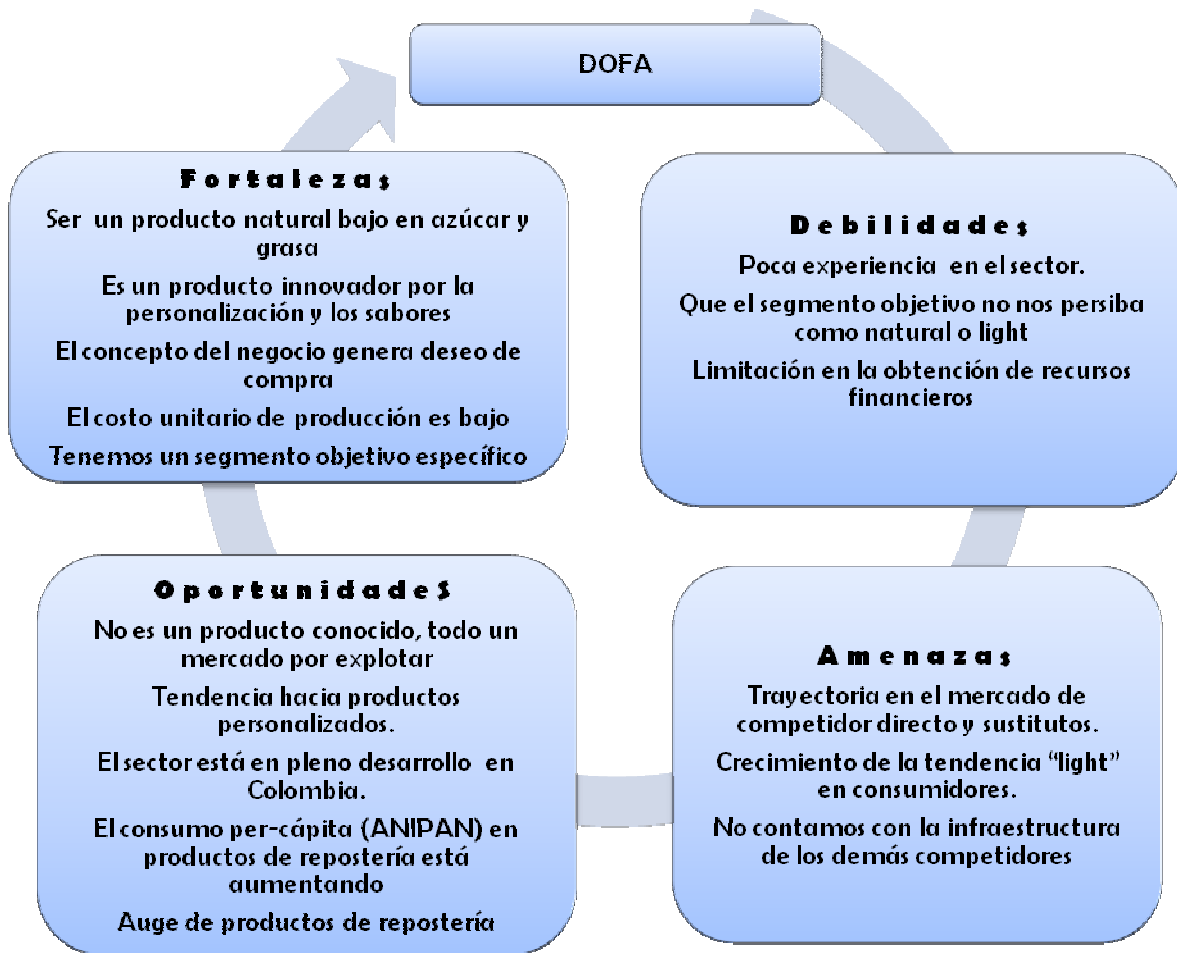 DOFA
Fortalezas
Ser un producto natural bajo en azúcar y
grasa
Es un producto innovador por la
personalización y los sabores
El concepto del negocio genera deseo de
compra
El costo unitario de producción es bajo
Tenemos un segmento objetivo específico
Debilidades
Poca experiencia en el sector.
Que el segmento objetivo no nos persiba
como natural o light
Limitación en la obtención de recursos
financieros
OportunidadeS
No es un producto conocido, todo un
mercado por explotar
Tendencia hacia productos
personalizados.
El sector está en pleno desarrollo en
Colombia.
El consumo per-cápita (ANIPAN) en
productos de repostería está
aumentando
Auge de productos de repostería
Amenazas
Trayectoria en el mercado de
competidor directo y sustitutos.
Crecimiento de la tendencia “light”
en consumidores.
No contamos con la infraestructura
de los demás competidores